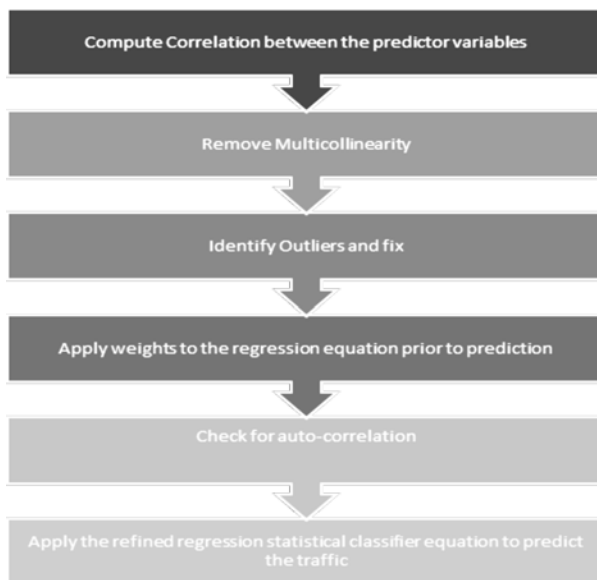 Compute Correlation between the predictor variables
Remove Multicollinearity
Identify Outliers and fix
Apply weights to the regression equation prior to prediction
Check for auto-correlation
Apply the refined regression statistical classifier equation to predict
the traffic